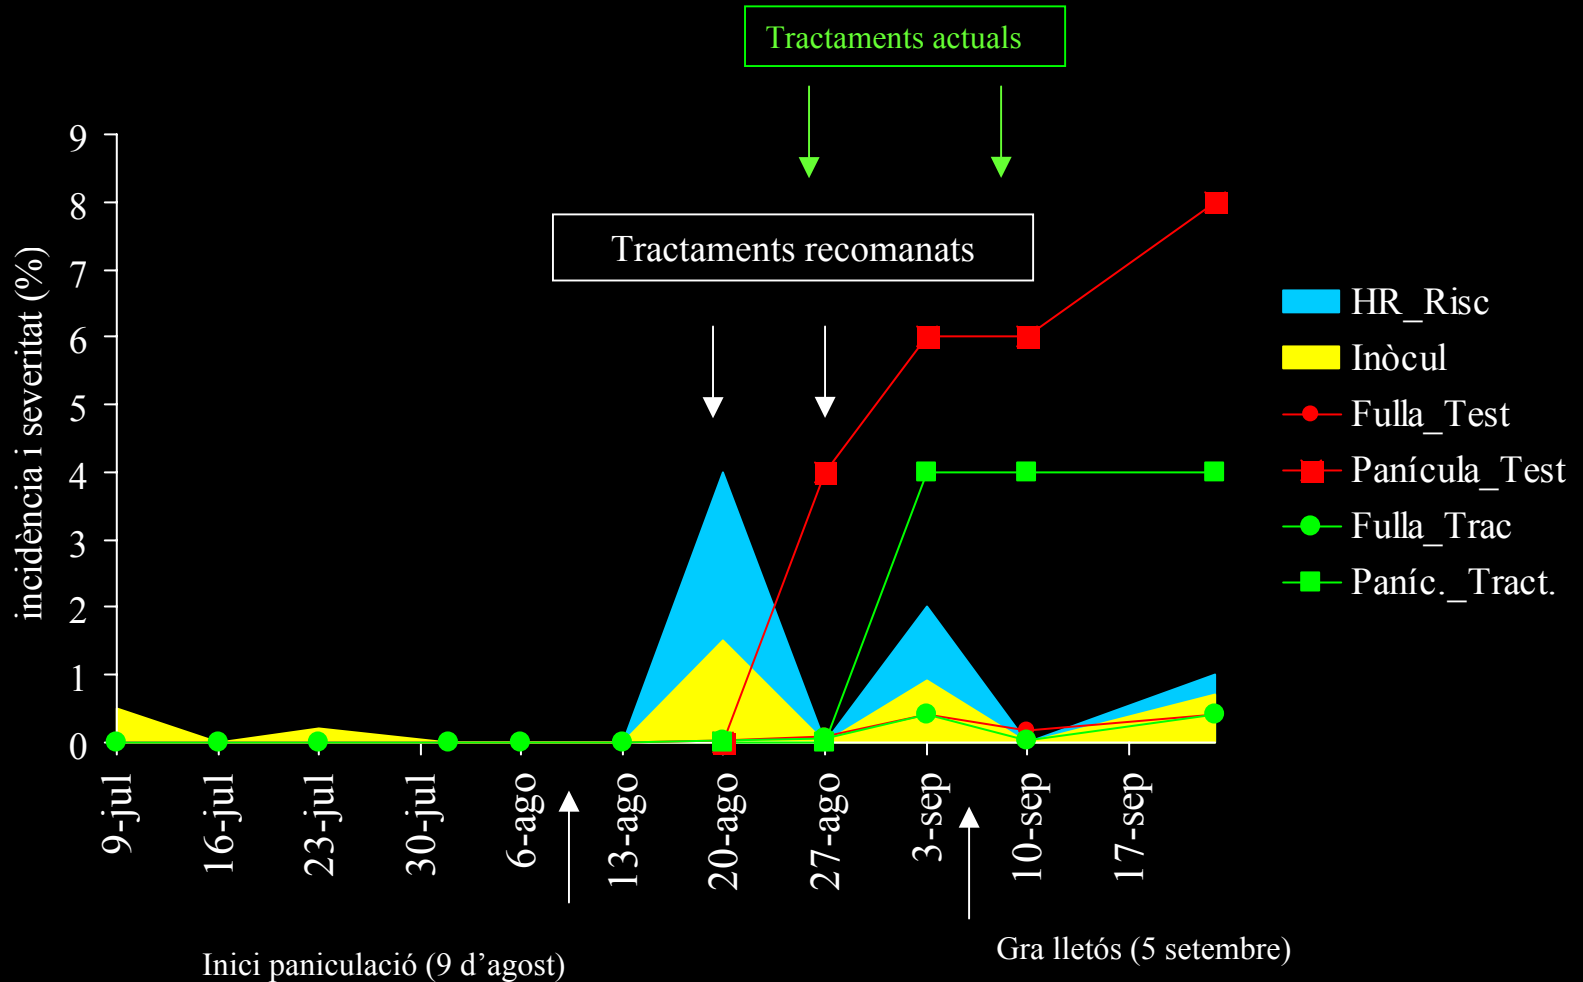 Tractaments actuals
Tractaments recomanats
incidència i severitat (%)
9
8
7
6
5
4
3
2
1
0
9-jul
16-jul
23-jul
30-jul
6-ago
13-ago
20-ago
27-ago
3-sep
10-sep
17-sep
HR_Risc
Inòcul
Fulla_Test
Panícula_Test
Fulla_Trac
Paníc._Tract.
Inici paniculació (9 d’agost)
Gra lletós (5 setembre)